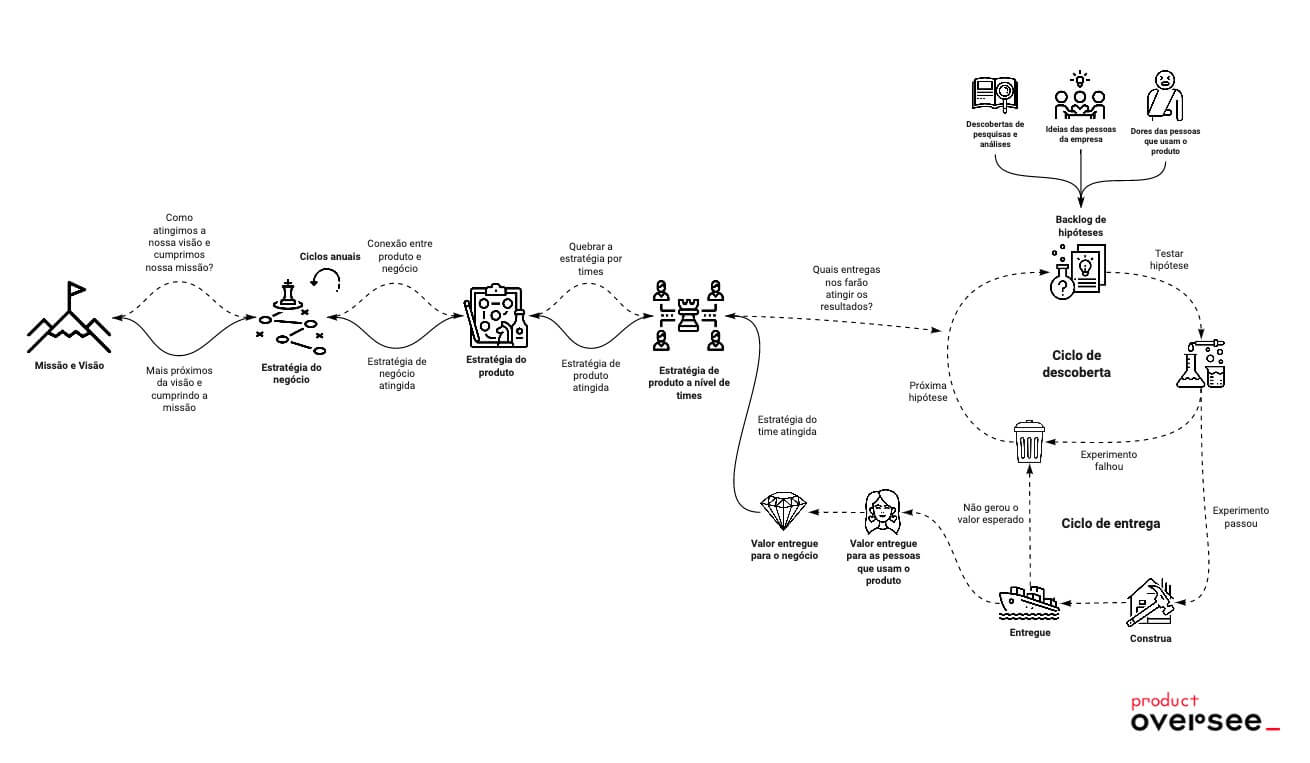 Descobertas de
pesquisas e
análises
Ideias das pessoas
da empresa
Dores das pessoas
que usam o
produto
Backlog de
hipóteses
Como
atingimos a
nossa visão e
cumprimos
nossa missão?
Ciclos anuais
Conexão entre
produto e
negócio
Quebrar a
estratégia por
times
Quais entregas
nos farão
atingir os
resultados?
Testar
hipótese
Missão e Visão
Mais próximos
da visão e
cumprindo a
missão
Estratégia do
negócio
Estratégia de
negócio
atingida
Estratégia do
produto
Estratégia de
produto
atingida
Estratégia de
produto a nível de
times
Ciclo de
descoberta
Próxima
hipótese
Estratégia do
time atingida
Experimento
falhou
Não gerou o
valor esperado
Ciclo de entrega
Experimento
passou
Valor entregue
para o negócio
Valor entregue
para as pessoas
que usam o
produto
Entregue
Construa
product
oversee_